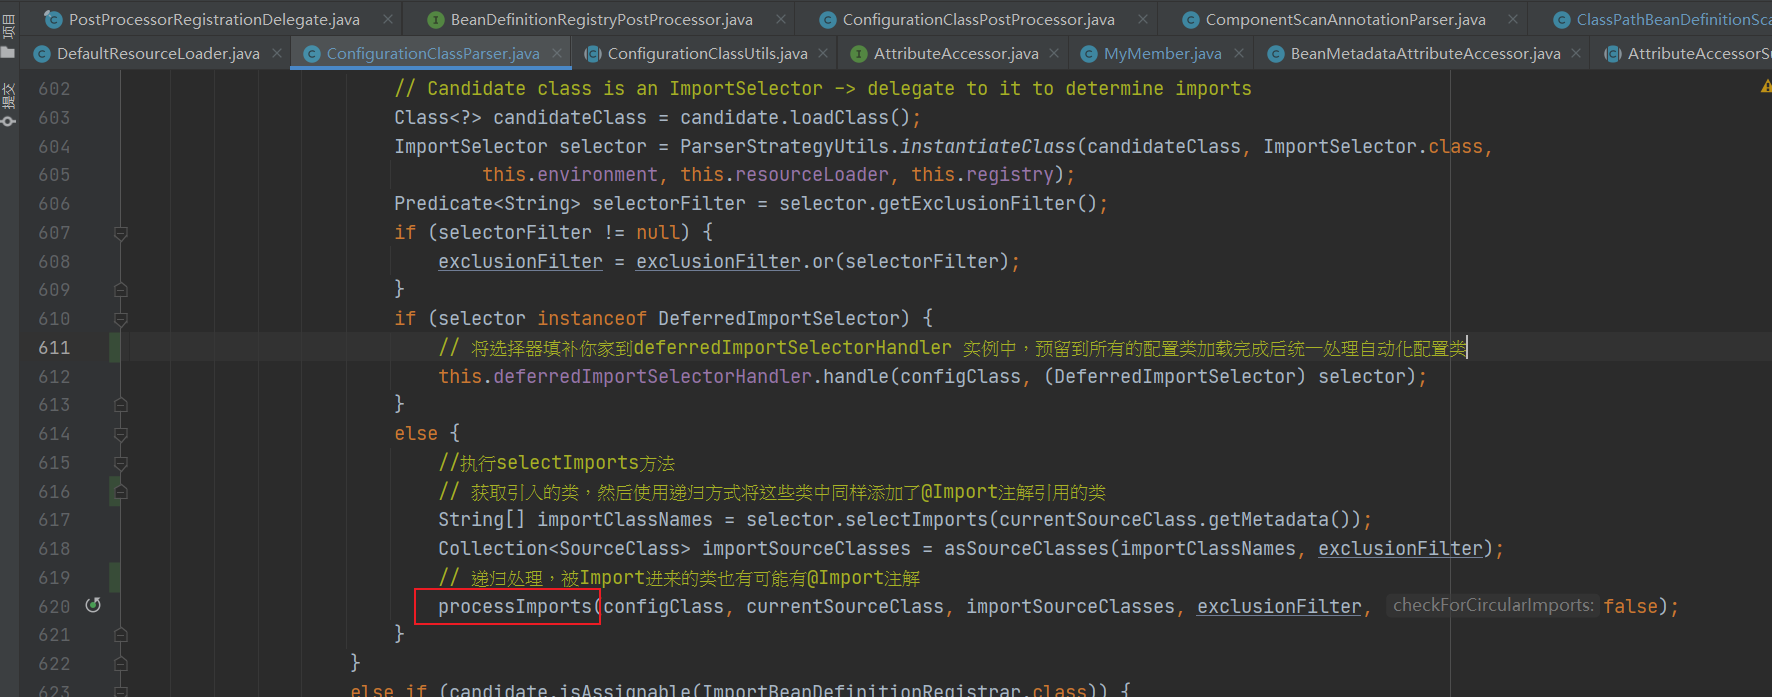 PostProcessorRegistrationDelegate.java BeanDefinitionRegistryPostProcessor.java ConfigurationClassPostProcessor.java ComponentScanAnnotationParser.java ClassPathBeanDefinitionSca
项目
DefaultResourceLoader.java ConfigurationClassParser.java ConfigurationClassUtils.java AttributeAccessor.java MyMember.java BeanMetadataAttributeAccessor.java AttributeAccessorSu
提交
602 // Candidate class is an ImportSelector -> delegate to it to determine imports
603 Class<?> candidateClass = candidate.loadClass();
604 ImportSelector selector = ParserStrategyUtils.instantiateClass(candidateClass, ImportSelector.class,
605 this.environment, this.resourceLoader, this.registry);
606 Predicate<String> selectorFilter = selector.getExclusionFilter();
607 if (selectorFilter != null) {
608 exclusionFilter = exclusionFilter.or(selectorFilter);
609 }
610 if (selector instanceof DeferredImportSelector) {
611 // 将选择器填补你家到deferredImportSelectorHandler 实例中，预留到所有的配置类加载完成后统一处理自动化配置类
612 this.deferredImportSelectorHandler.handle(configClass, (DeferredImportSelector) selector);
613 }
614 else {
615 //执行selectImports方法
616 // 获取引入的类，然后使用递归方式将这些类中同样添加了@Import注解引用的类
617 String[] importClassNames = selector.selectImports(currentSourceClass.getMetadata());
618 Collection<SourceClass> importSourceClasses = asSourceClasses(importClassNames, exclusionFilter);
619 // 递归处理，被Import进来的类也有可能有@Import注解
620 processImports(configClass, currentSourceClass, importSourceClasses, exclusionFilter, checkForCircularImports: false);
621 }
622 }
623 else if (candidate.isAssignable(ImportBeanDefinitionRegistrar.class)) {